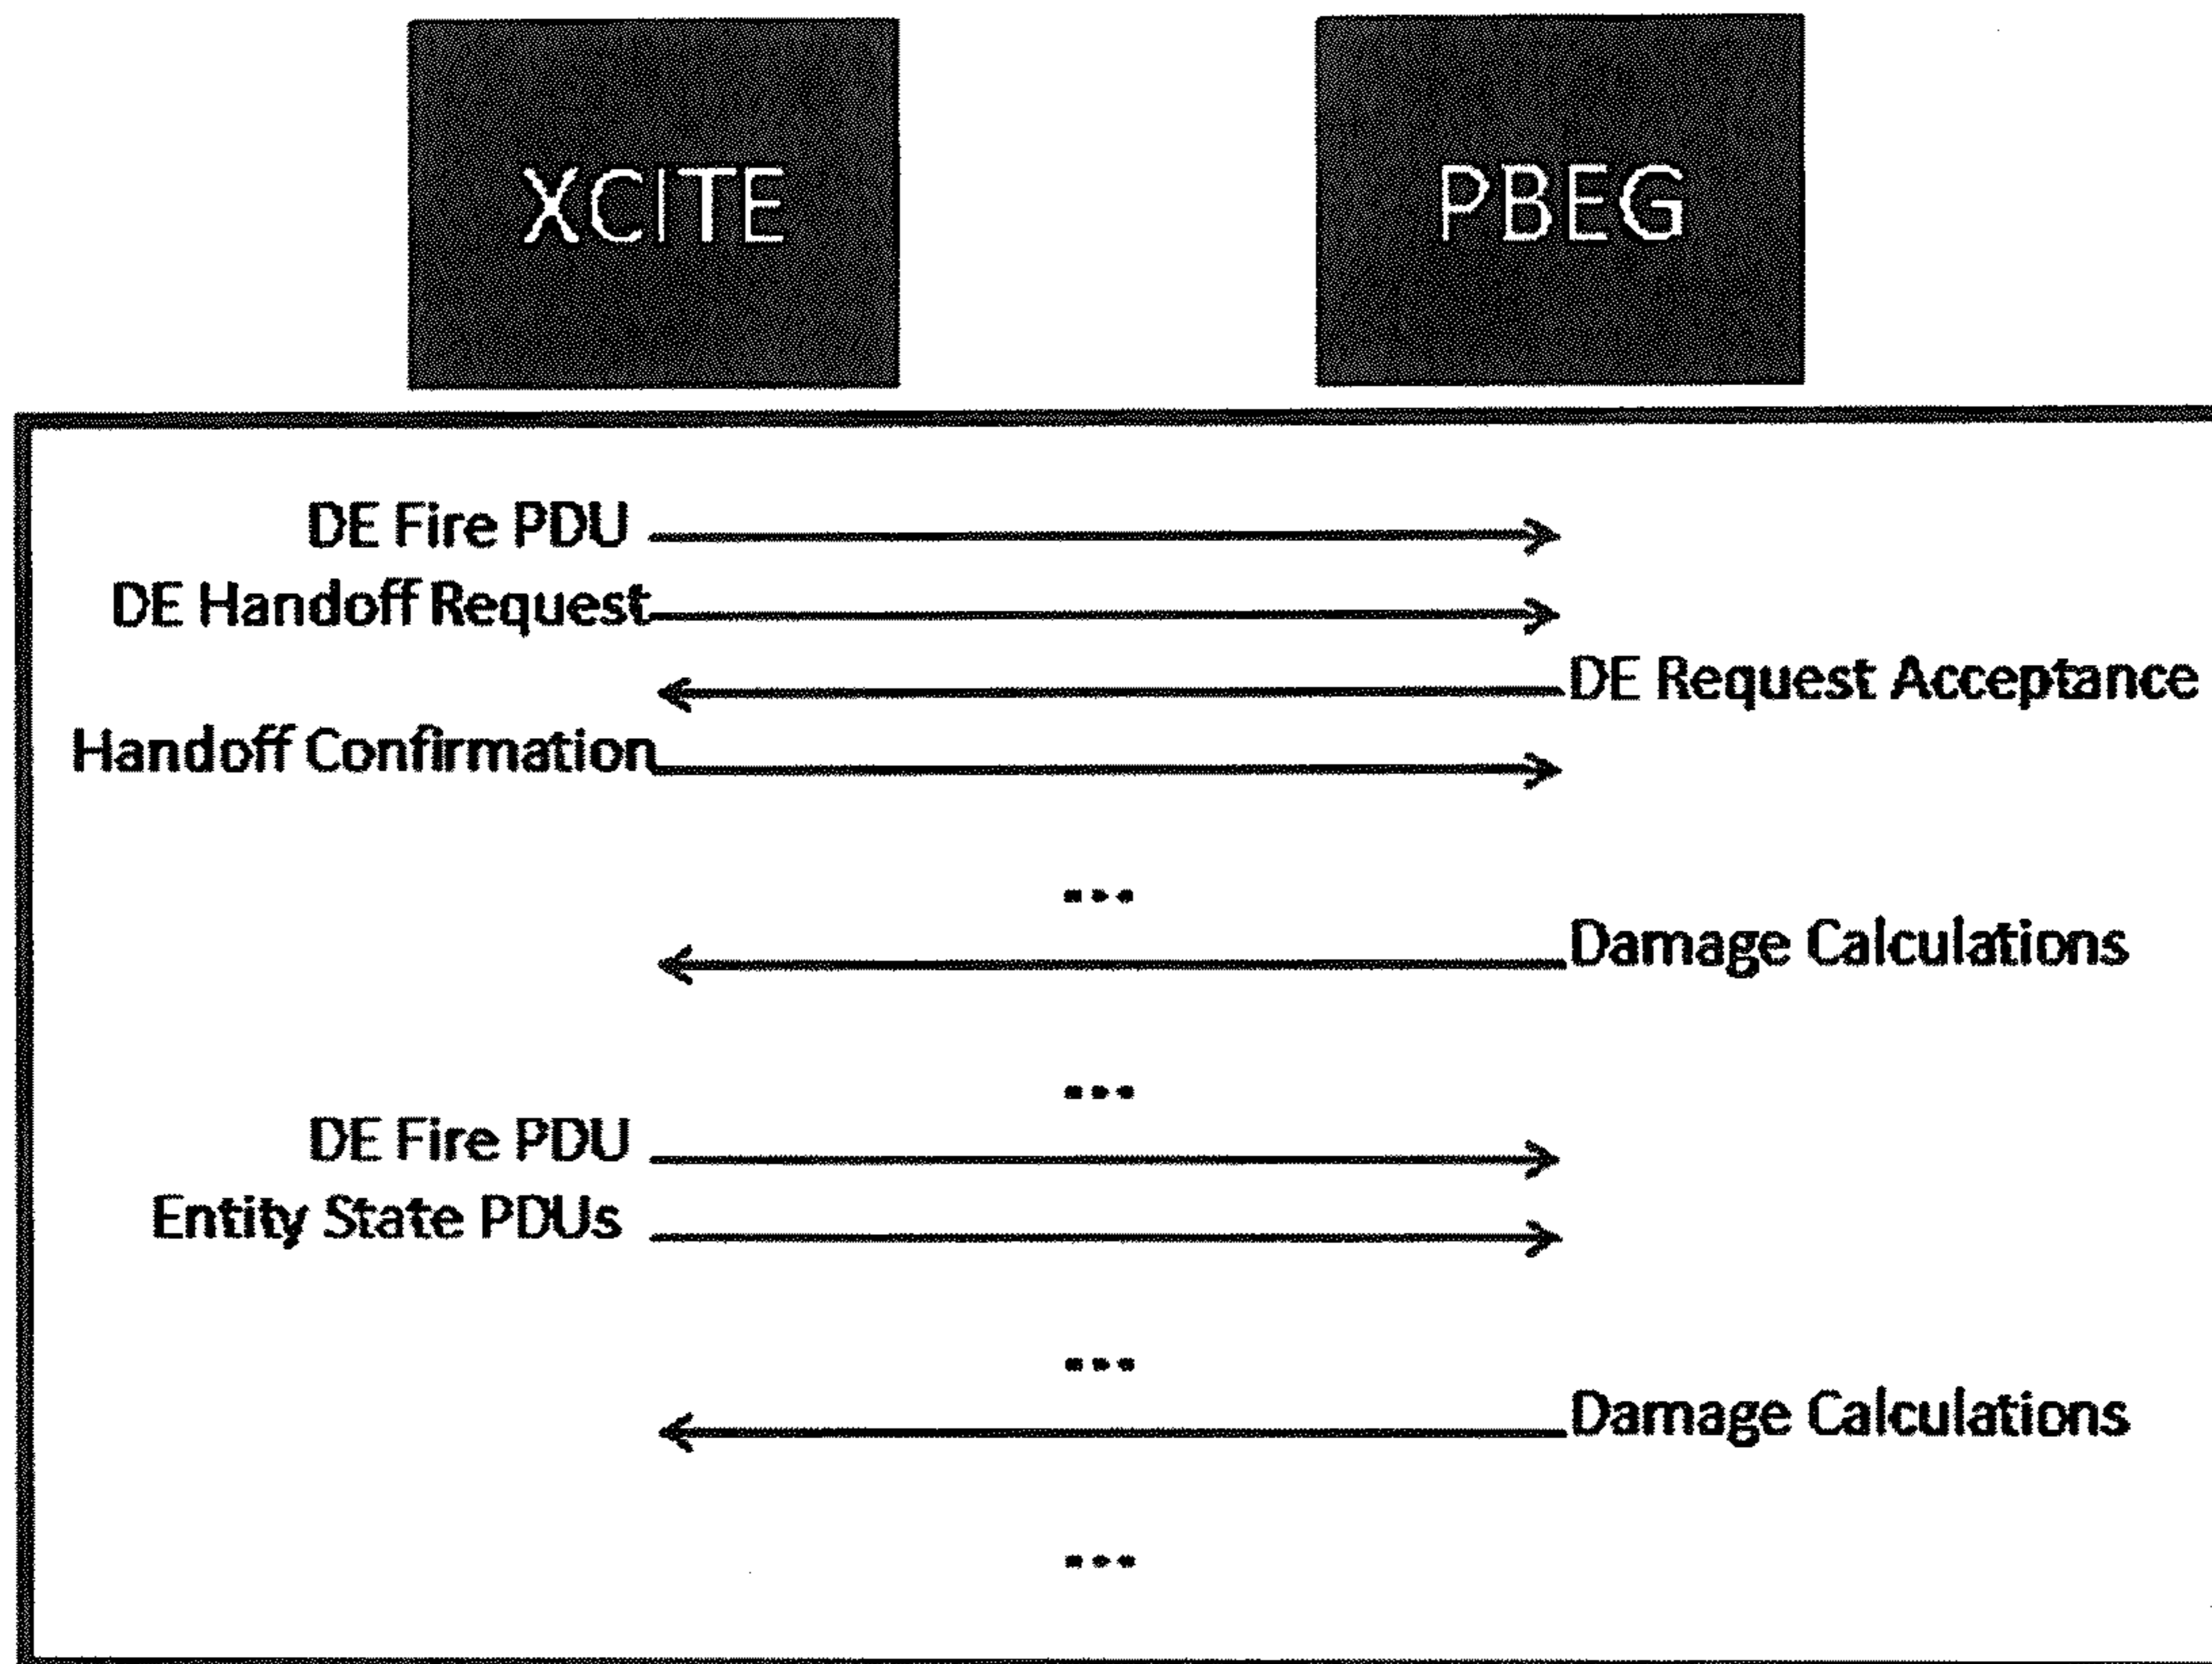 XCITE
PBEG
DE Fire PDU
DE Handoff Request
DE Request Acceptance
Handoff Confirmation
...
Damage Calculations
...
DE Fire PDU
Entity State PDUs
...
Damage Calculations
...